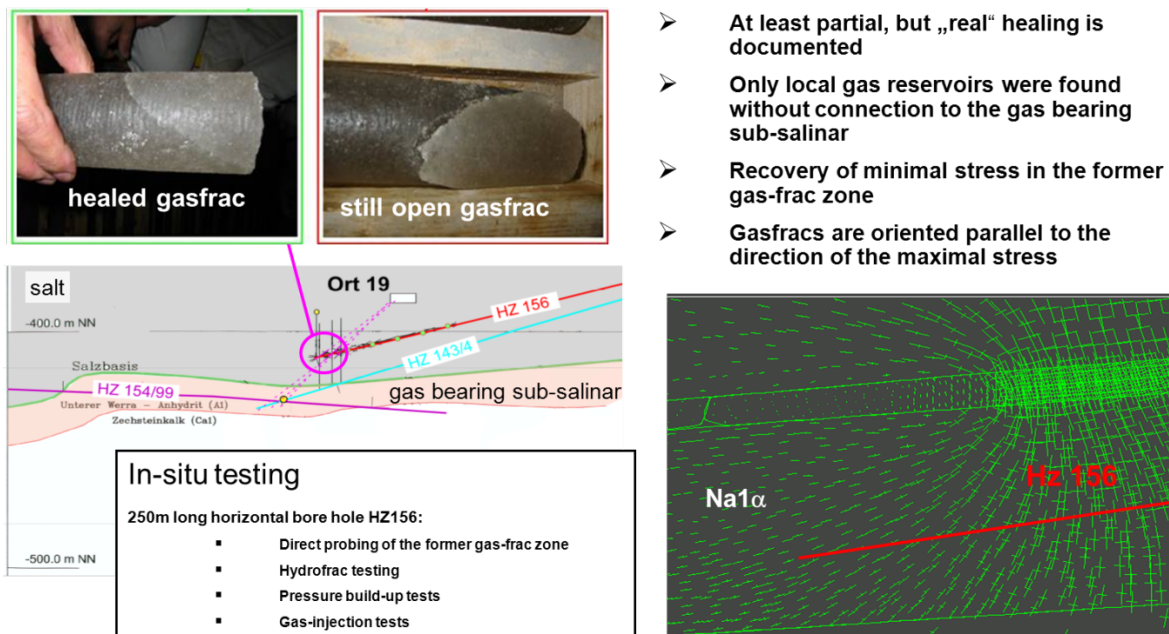 healed gasfrac
still open gasfrac
➢ At least partial, but „real“ healing is
documented
➢ Only local gas reservoirs were found
without connection to the gas bearing
sub-salinar
➢ Recovery of minimal stress in the former
gas-frac zone
➢ Gasfracs are oriented parallel to the
direction of the maximal stress
salt
Ort 19
-400.0 m NN
HZ 156
HZ 143/4
Salzbasis
HZ 154/99
gas bearing sub-salinar
Unterer Werra - Anhydrit (A1)
Zechsteinkalk (Ca1)
-500.0 m NN
In-situ testing
250m long horizontal bore hole HZ156:
▪ Direct probing of the former gas-frac zone
▪ Hydrofrac testing
▪ Pressure build-up tests
▪ Gas-injection tests
Hz 156
Na1α